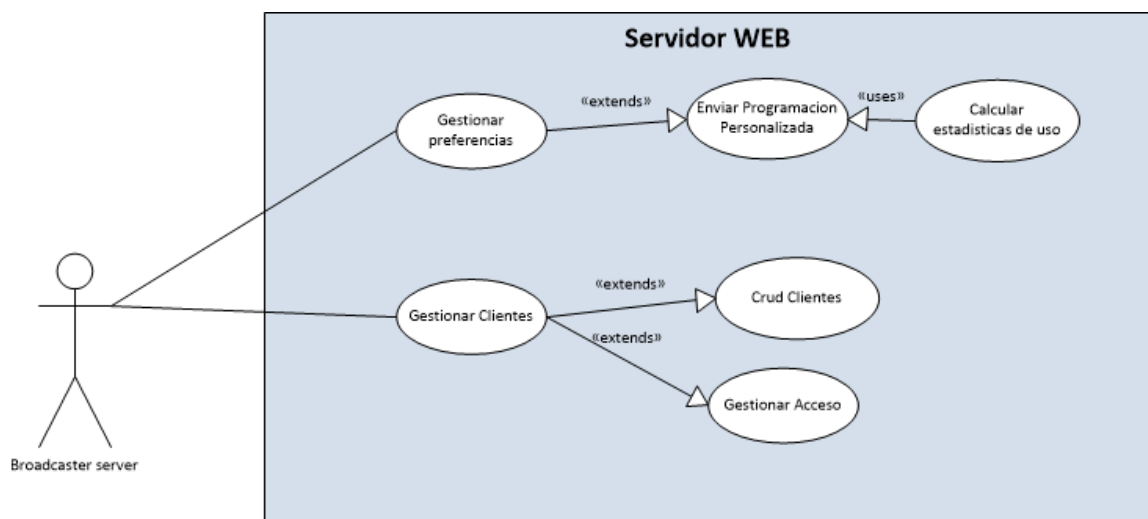 Servidor WEB
Gestionar
preferencias
«extends»
Enviar Programacion
Personalizada
«uses»
Calcular
estadisticas de uso
Gestionar Clientes
«extends»
Crud Clientes
«extends»
Gestionar Acceso
Broadcaster server